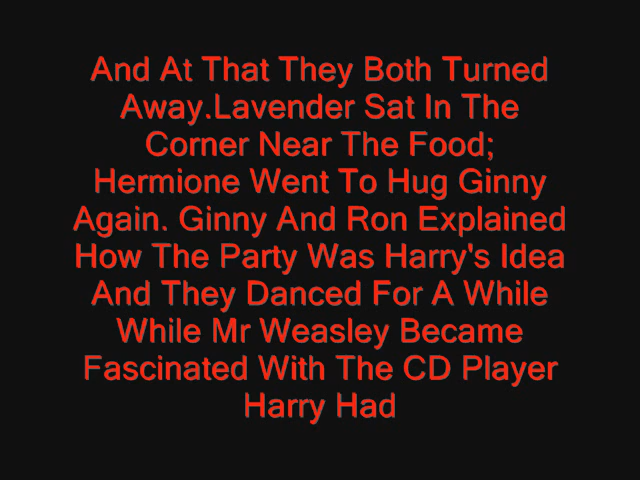 And At That They Both Turned
Away.Lavender Sat In The
Corner Near The Food;
Hermione Went To Hug Ginny
Again. Ginny And Ron Explained
How The Party Was Harry's Idea
And They Danced For A While
While Mr Weasley Became
Fascinated With The CD Player
Harry Had